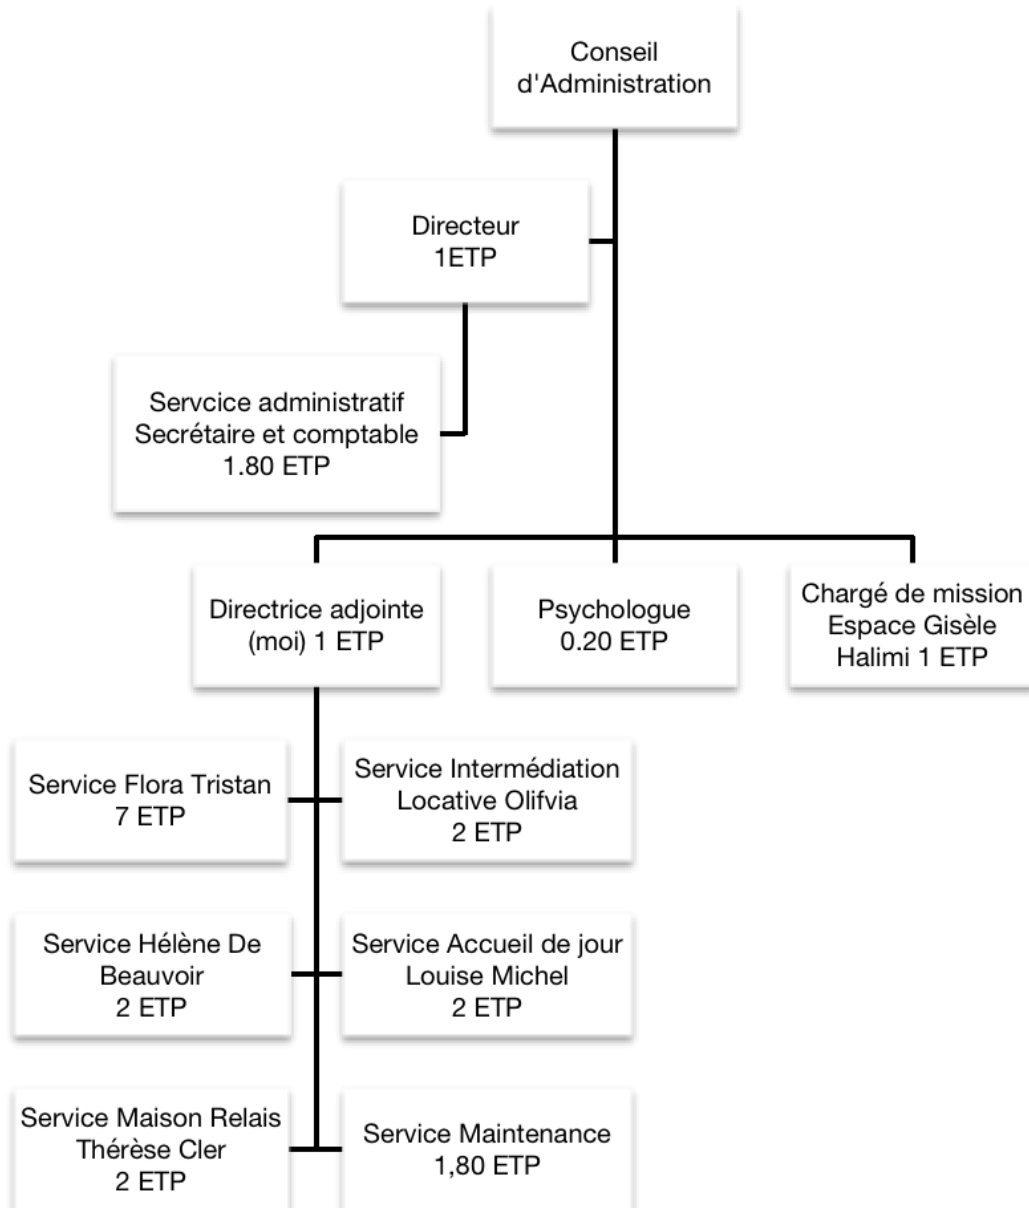 Conseil
d'Administration
Directeur
1ETP
Servcice administratif
Secrétaire et comptable
1.80 ETP
Directrice adjointe
(moi) 1 ETP
Psychologue
0.20 ETP
Chargé de mission
Espace Gisèle
Halimi 1 ETP
Service Flora Tristan
7 ETP
Service Intermédiation
Locative Olifvia
2 ETP
Service Hélène De
Beauvoir
2 ETP
Service Accueil de jour
Louise Michel
2 ETP
Service Maison Relais
Thérèse Cler
2 ETP
Service Maintenance
1,80 ETP